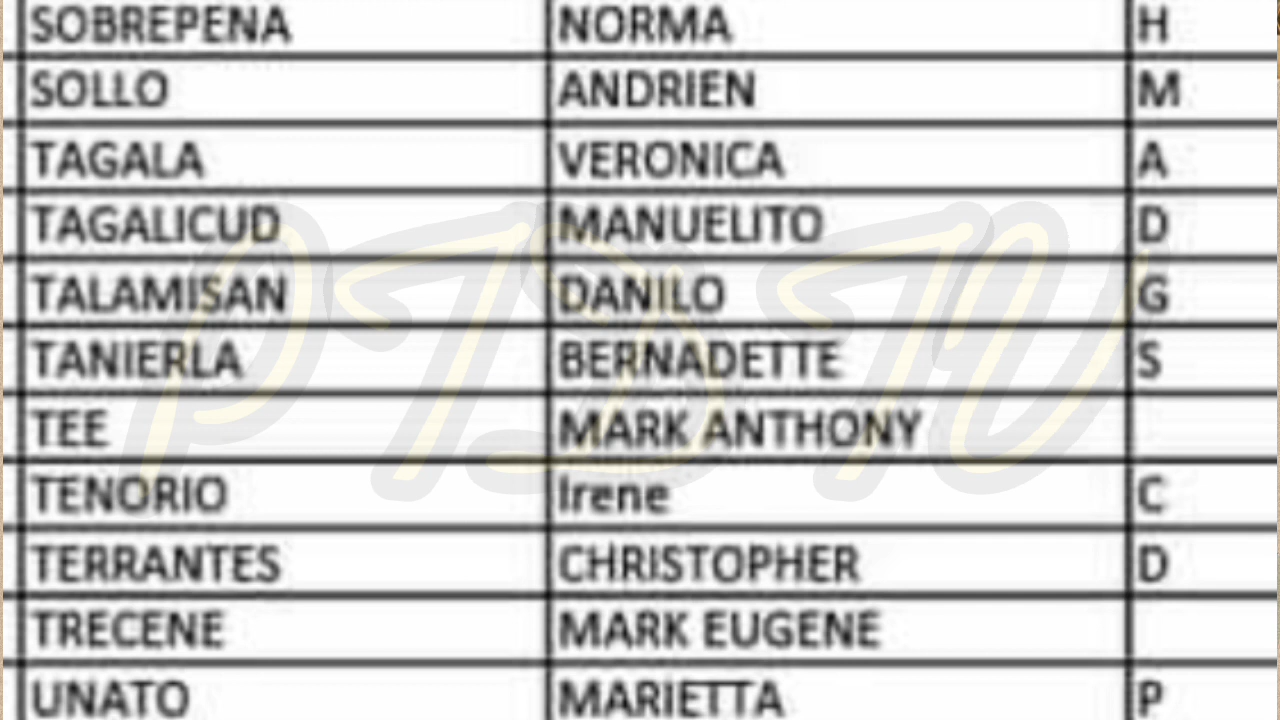 SOBREPENA NORMA H
SOLLO ANDRIEN M
TAGALA VERONICA A
TAGALICUD MANUELITO D
TALAMISAN DANILO G
TANIERLA BERNADETTE S
TEE MARK ANTHONY
TENORIO Irene C
TERRANTES CHRISTOPHER D
TRECENE MARK EUGENE
UNATO MARIETTA P